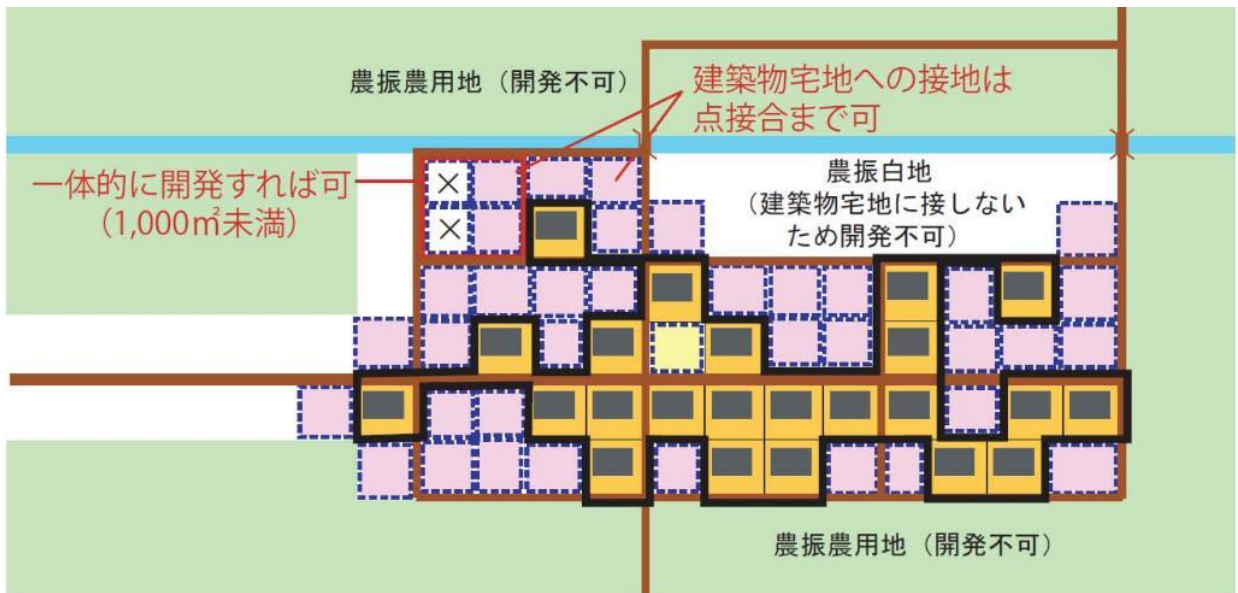 農振農用地（開発不可）
建築物宅地への接地は
点接合まで可
一体的に開発すれば可
（1,000㎡未満）
×
×
農振白地
（建築物宅地に接しない
ため開発不可）
農振農用地（開発不可）